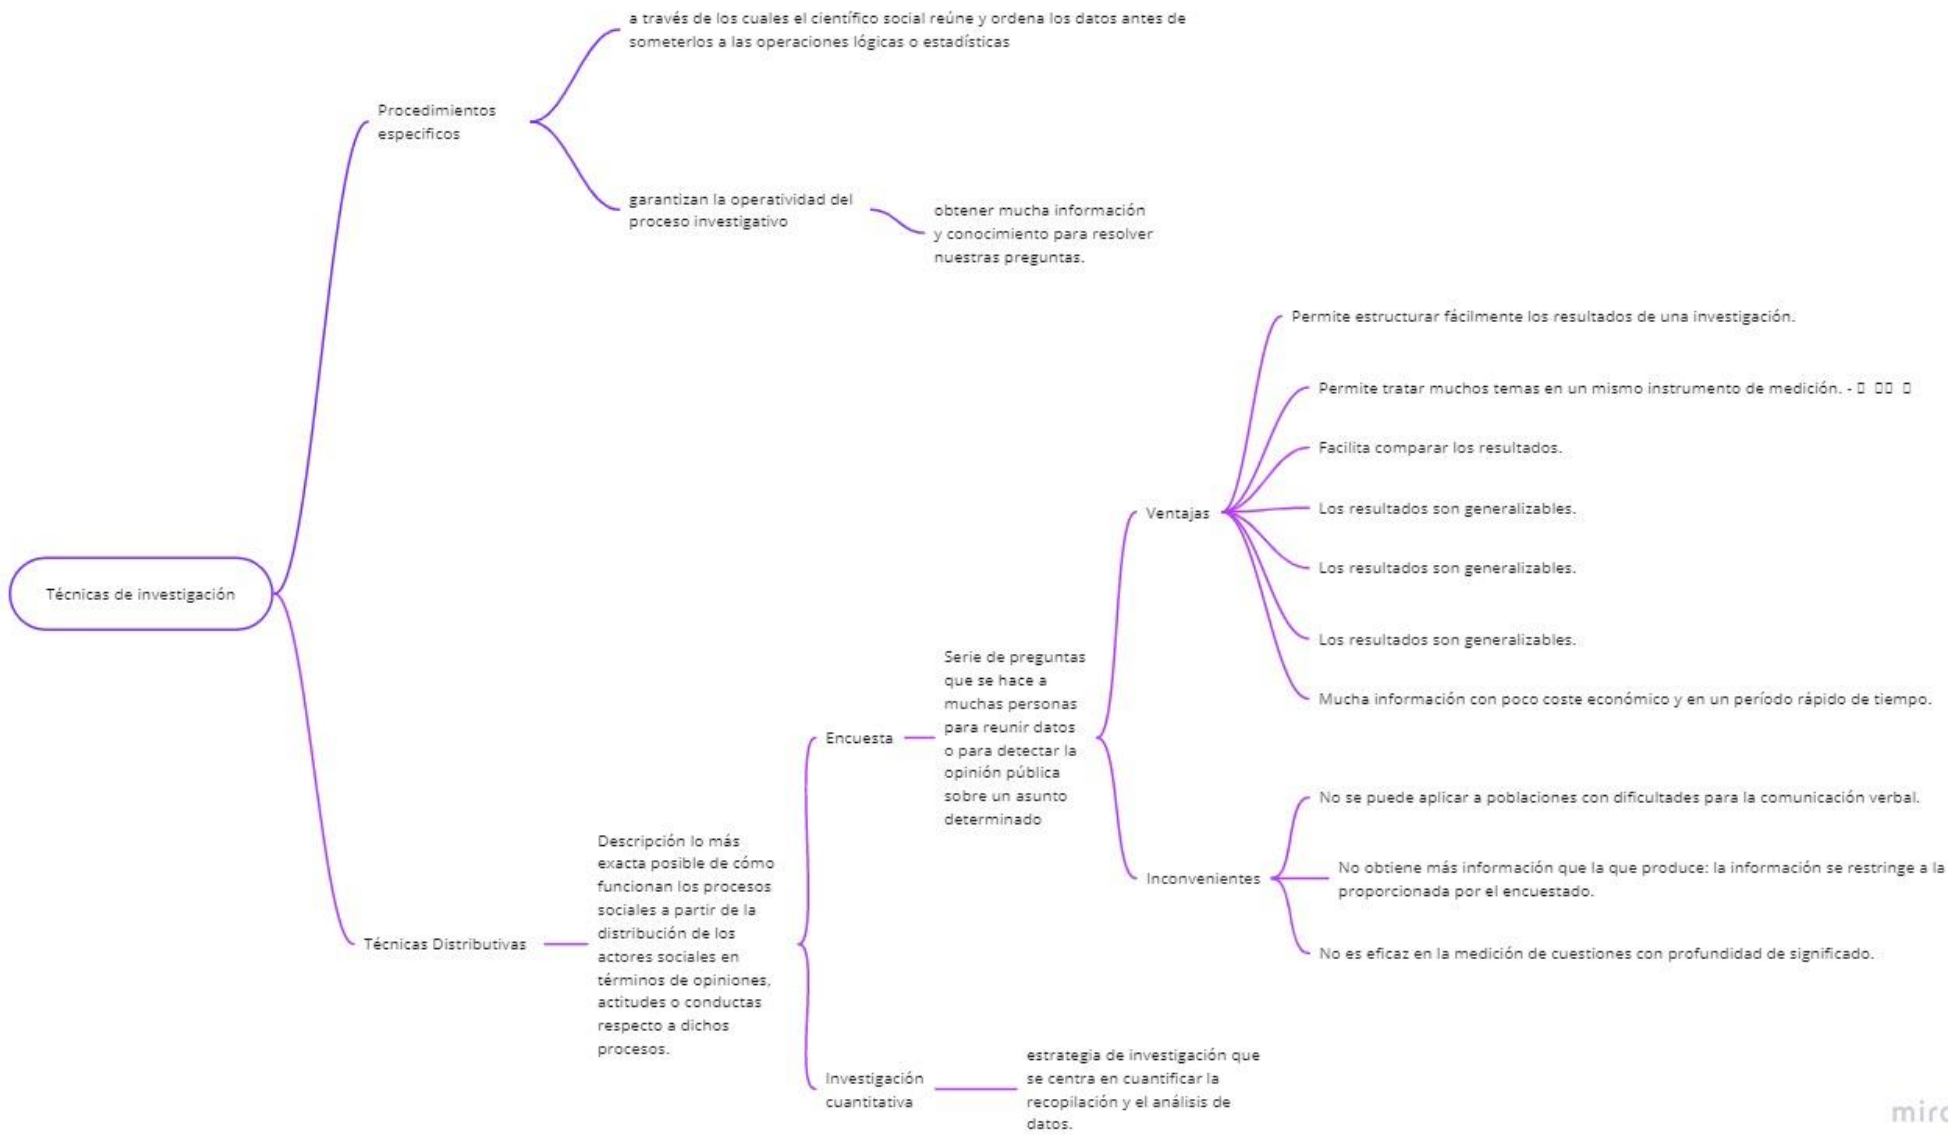 a través de los cuales el científico social reúne y ordena los datos antes de
someterlos a las operaciones lógicas o estadísticas
Procedimientos
especificos
garantizan la operatividad del
proceso investigativo
obtener mucha información
y conocimiento para resolver
nuestras preguntas.
Técnicas de investigación
Técnicas Distributivas
Descripción lo más
exacta posible de cómo
funcionan los procesos
sociales a partir de la
distribución de los
actores sociales en
términos de opiniones,
actitudes o conductas
respecto a dichos
procesos.
Encuesta
Serie de preguntas
que se hace a
muchas personas
para reunir datos
o para detectar la
opinión pública
sobre un asunto
determinado
Ventajas
Permite estructurar fácilmente los resultados de una investigación.
Permite tratar muchos temas en un mismo instrumento de medición. -
Facilita comparar los resultados.
Los resultados son generalizables.
Los resultados son generalizables.
Los resultados son generalizables.
Mucha información con poco coste económico y en un período rápido de tiempo.
Inconvenientes
No se puede aplicar a poblaciones con dificultades para la comunicación verbal.
No obtiene más información que la que produce: la información se restringe a la
proporcionada por el encuestado.
No es eficaz en la medición de cuestiones con profundidad de significado.
Investigación
cuantitativa
estrategia de investigación que
se centra en cuantificar la
recopilación y el análisis de
datos.
miro